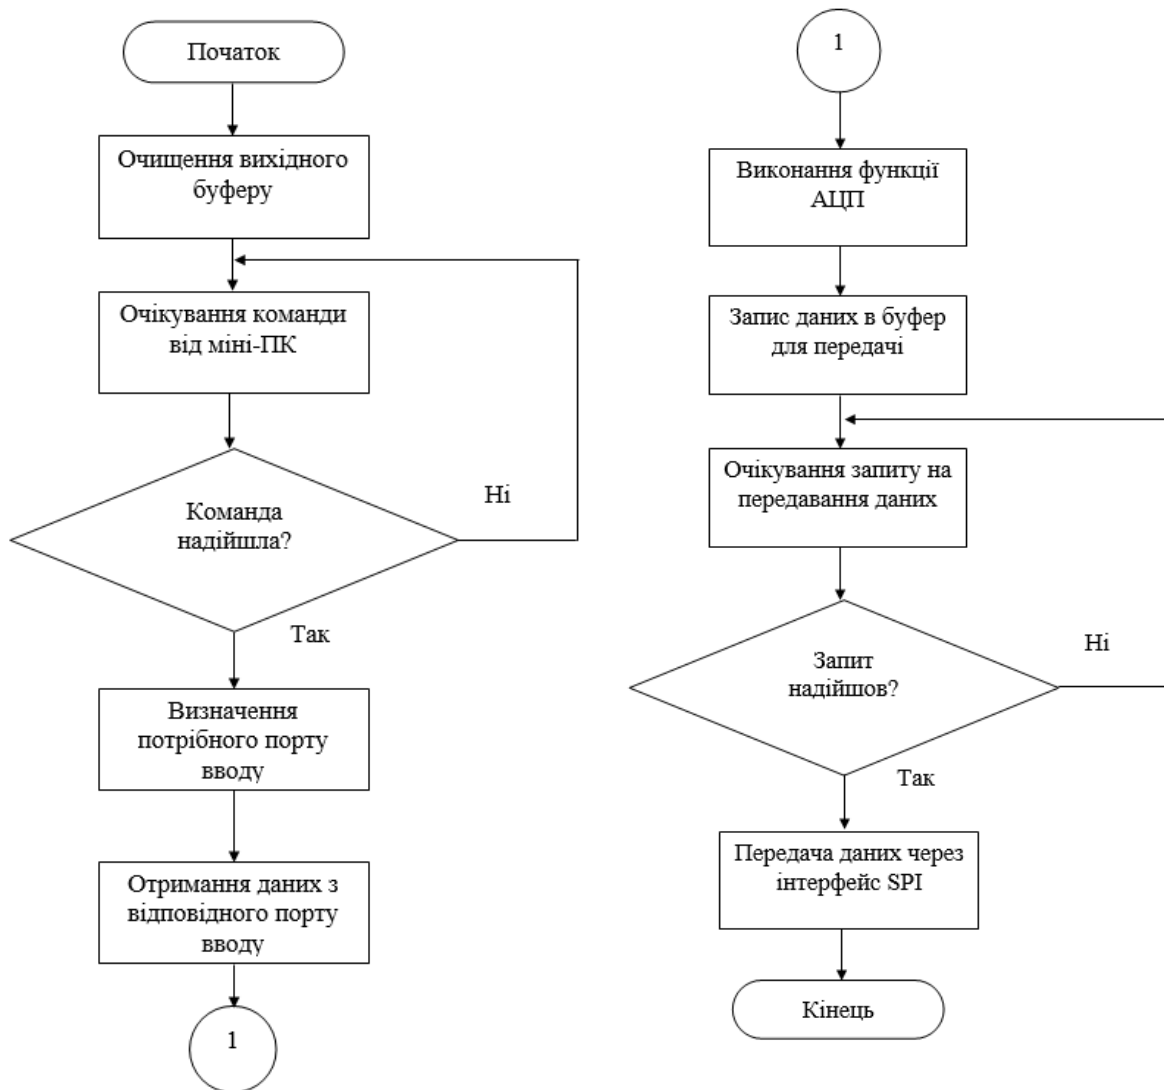 Початок
Очищення вихідного
буферу
Очікування команди
від міні-ПК
Команда
надійшла?
Ні
Так
Визначення
потрібного порту
вводу
Отримання даних з
відповідного порту
вводу
1
1
Виконання функції
АЦП
Запис даних в буфер
для передачі
Очікування запиту на
передавання даних
Запит
надійшов?
Ні
Так
Передача даних через
інтерфейс SPI
Кінець